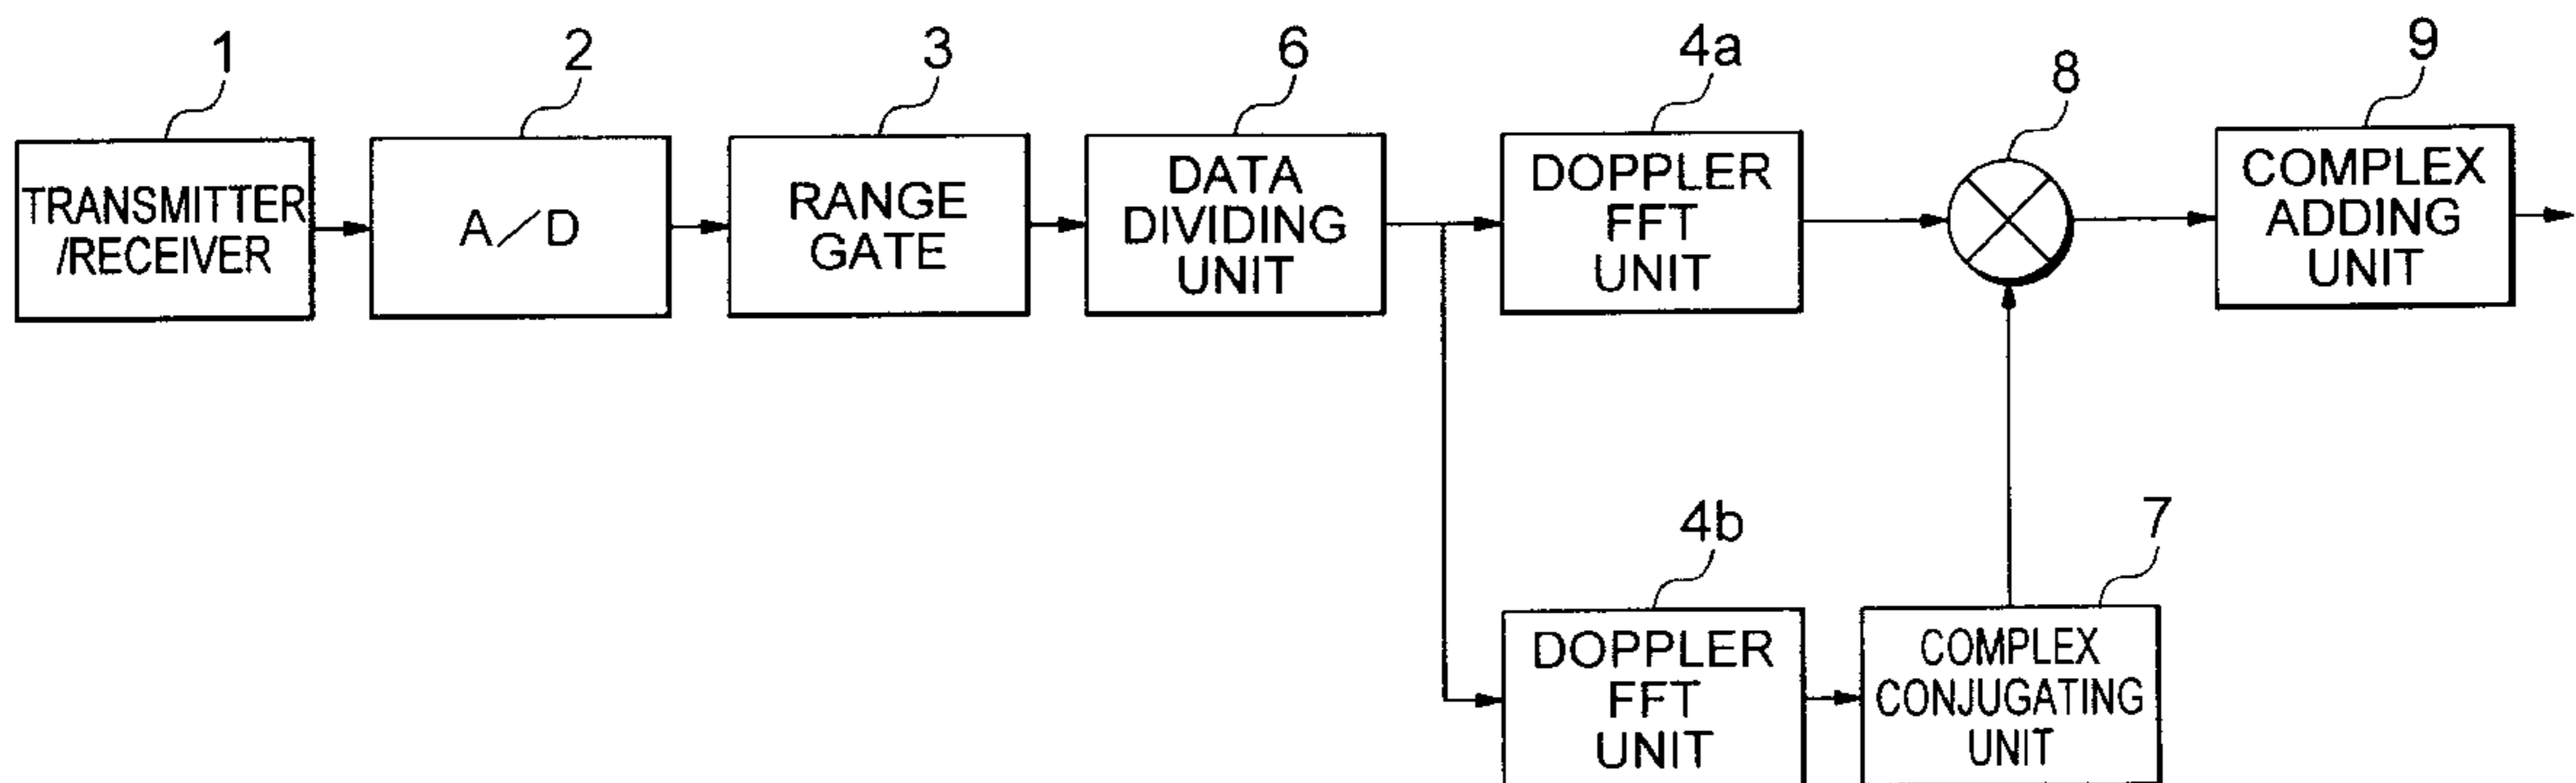 1
2
3
6
4a
8
9
TRANSMITTER
/RECEIVER
A/D
RANGE
GATE
DATA
DIVIDING
UNIT
DOPPLER
FFT
UNIT
COMPLEX
ADDING
UNIT
4b
7
DOPPLER
FFT
UNIT
COMPLEX
CONJUGATING
UNIT